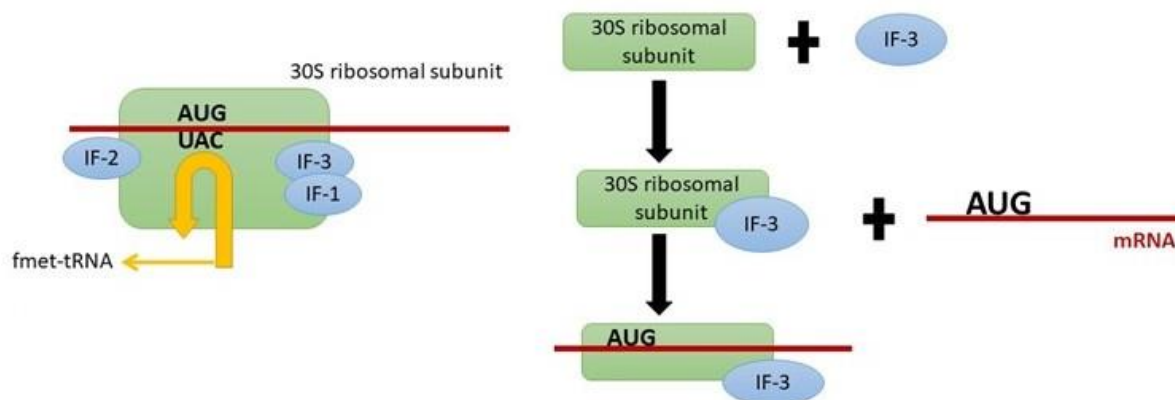 30S ribosomal subunit
AUG
UAC
IF-2
IF-3
IF-1
fmet-tRNA
30S ribosomal
subunit
IF-3
30S ribosomal
subunit
IF-3
AUG
mRNA
AUG
IF-3